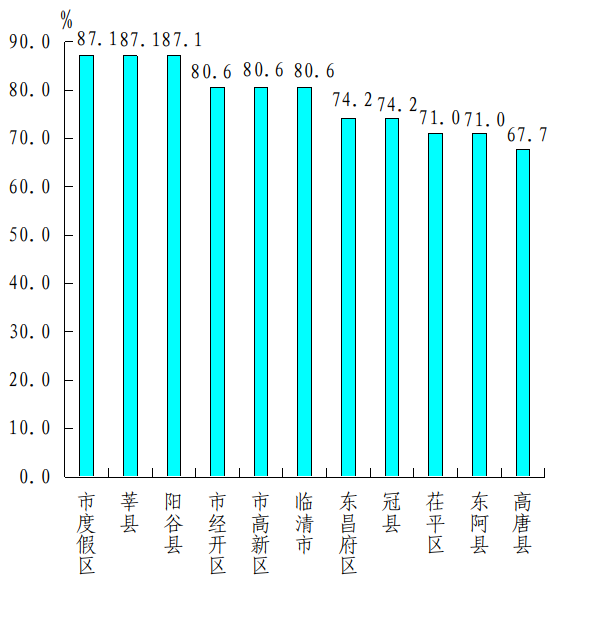 %
90.0
80.0
70.0
60.0
50.0
40.0
30.0
20.0
10.0
0.0
87.1
87.1
87.1
80.6
80.6
80.6
74.2
74.2
71.0
71.0
67.7
市度假区
莘县
阳谷县
市经开区
市高新区
临清市
东昌府区
冠县
茌平区
东阿县
高唐县